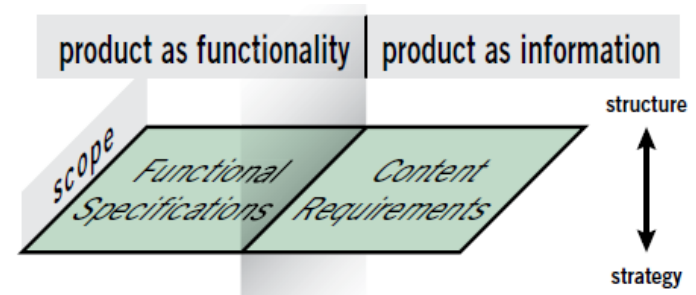 product as functionality
product as information
structure
scope
Functional
Specifications
Content
Requirements
strategy